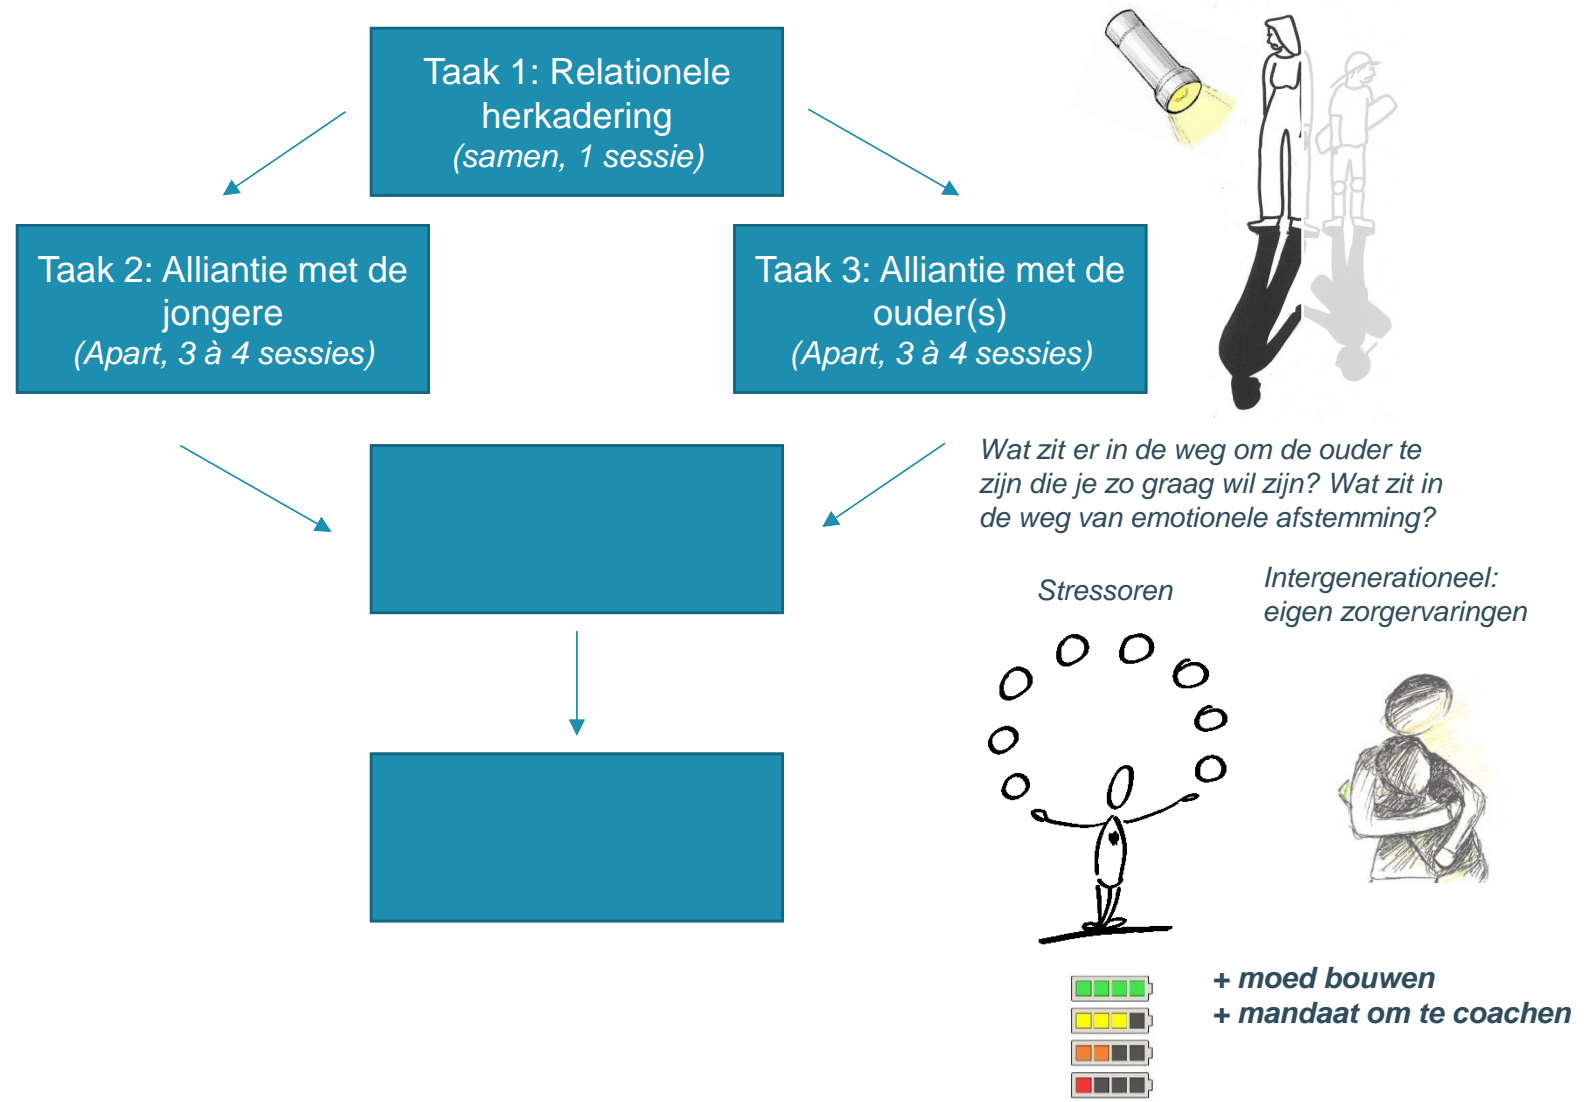 Taak 1: Relationele
herkadering
(samen, 1 sessie)
Taak 2: Alliantie met de
jongere
(Apart, 3 à 4 sessies)
Taak 3: Alliantie met de
ouder(s)
(Apart, 3 à 4 sessies)
Wat zit er in de weg om de ouder te
zijn die je zo graag wil zijn? Wat zit in
de weg van emotionele afstemming?
Stressoren
Intergenerationeel:
eigen zorgervaringen
+ moed bouwen
+ mandaat om te coachen